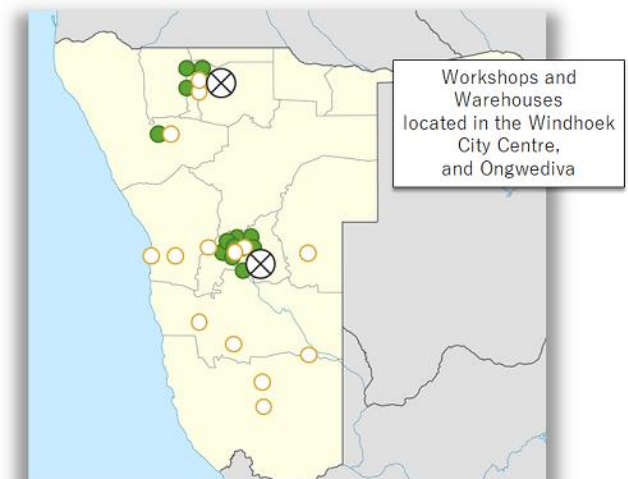 Workshops and
Warehouses
located in the Windhoek
City Centre,
and Ongwediva